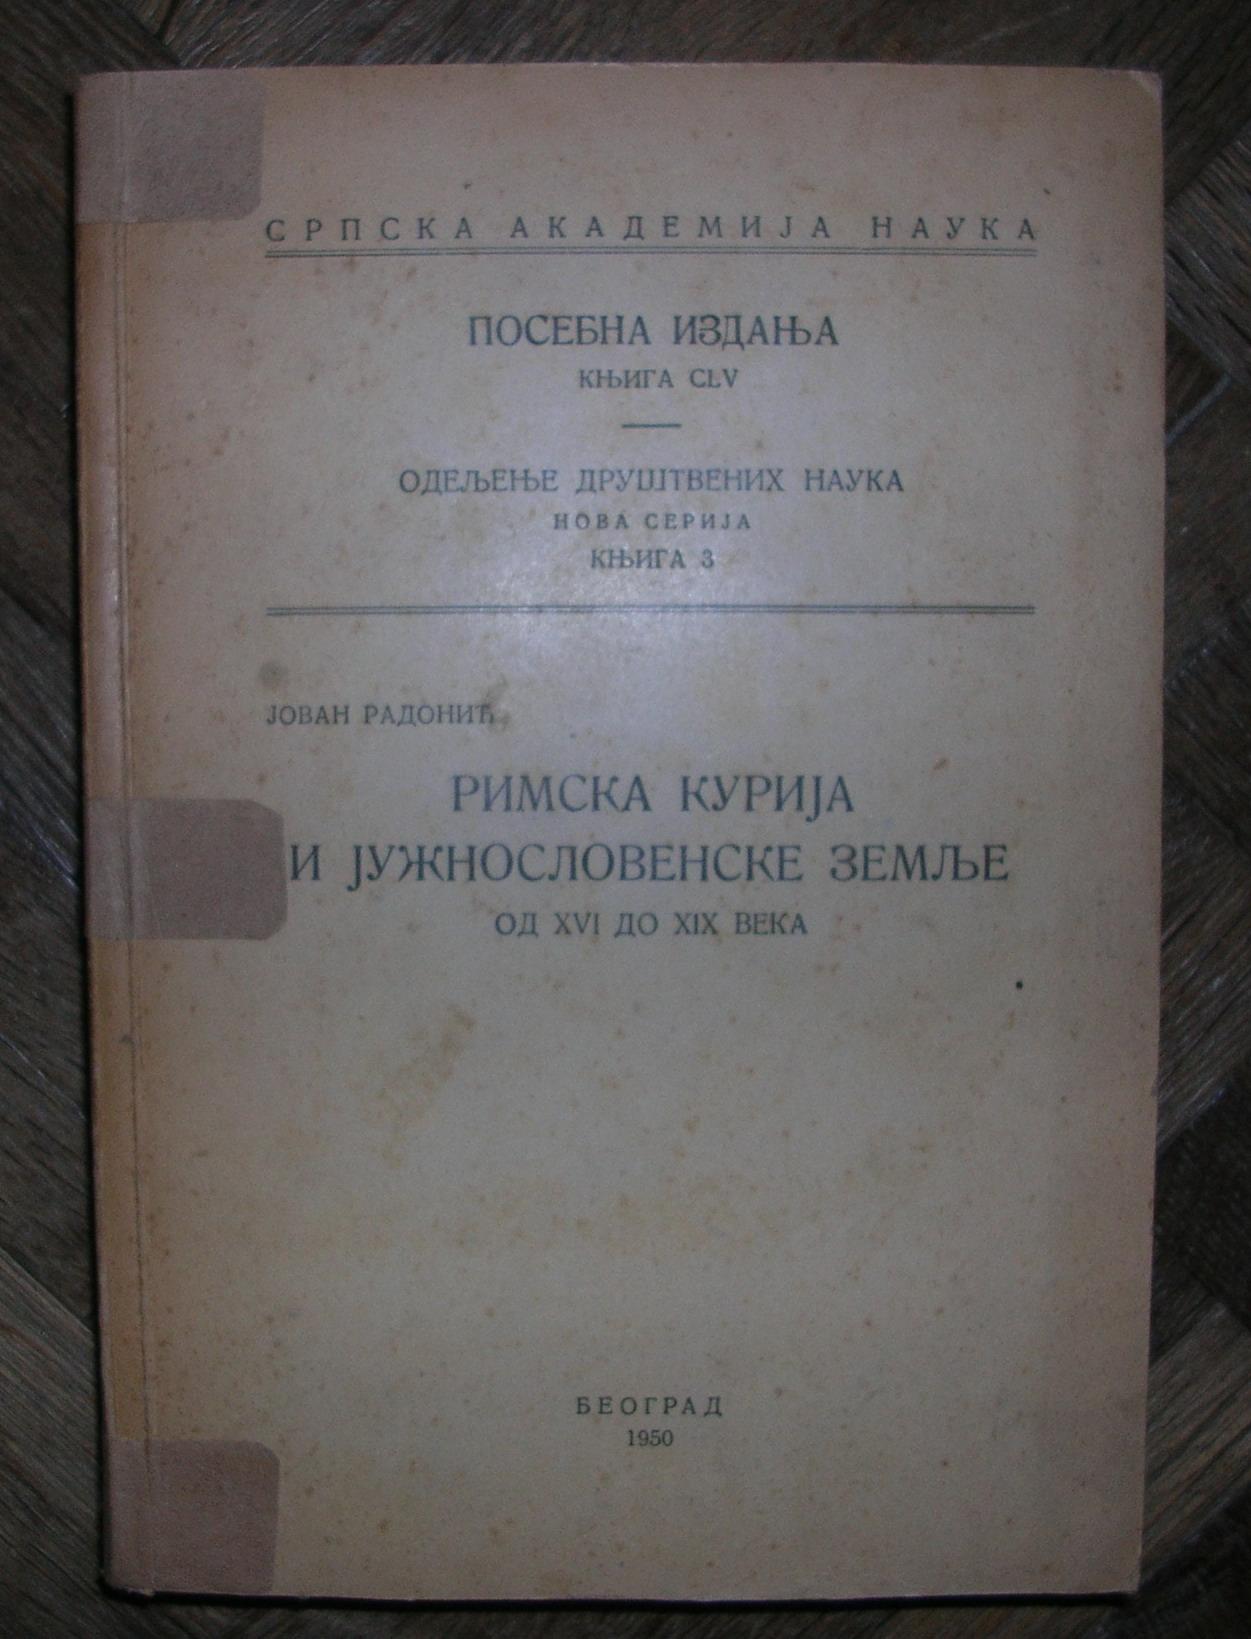 СРПСКА АКАДЕМИЈА НАУКА
ПОСЕБНА ИЗДАЊА
КЊИГА CLV
ОДЕЉЕЊЕ ДРУШТВЕНИХ НАУКА
НОВА СЕРИЈА
КЊИГА 3
ЈОВАН РАДОНИЋ
РИМСКА КУРИЈА
И ЈУЖНОСЛОВЕНСКЕ ЗЕМЉЕ
ОД XVI ДО XIX ВЕКА
БЕОГРАД
1950